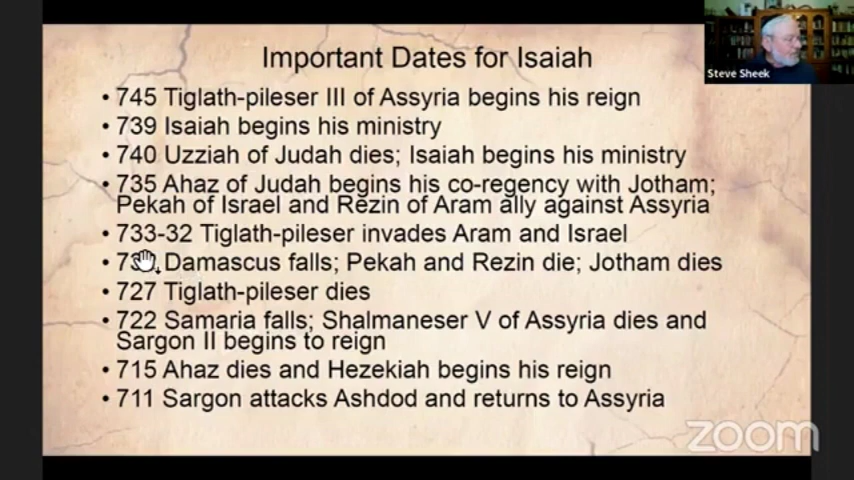 Important Dates for Isaiah
Steve Sheek
• 745 Tiglath-pileser III of Assyria begins his reign
• 739 Isaiah begins his ministry
• 740 Uzziah of Judah dies; Isaiah begins his ministry
• 735 Ahaz of Judah begins his co-regency with Jotham;
Pekah of Israel and Rezin of Aram ally against Assyria
• 733-32 Tiglath-pileser invades Aram and Israel
• Damascus falls; Pekah and Rezin die; Jotham dies
• 727 Tiglath-pileser dies
• 722 Samaria falls; Shalmaneser V of Assyria dies and
Sargon II begins to reign
• 715 Ahaz dies and Hezekiah begins his reign
• 711 Sargon attacks Ashdod and returns to Assyria
zoom